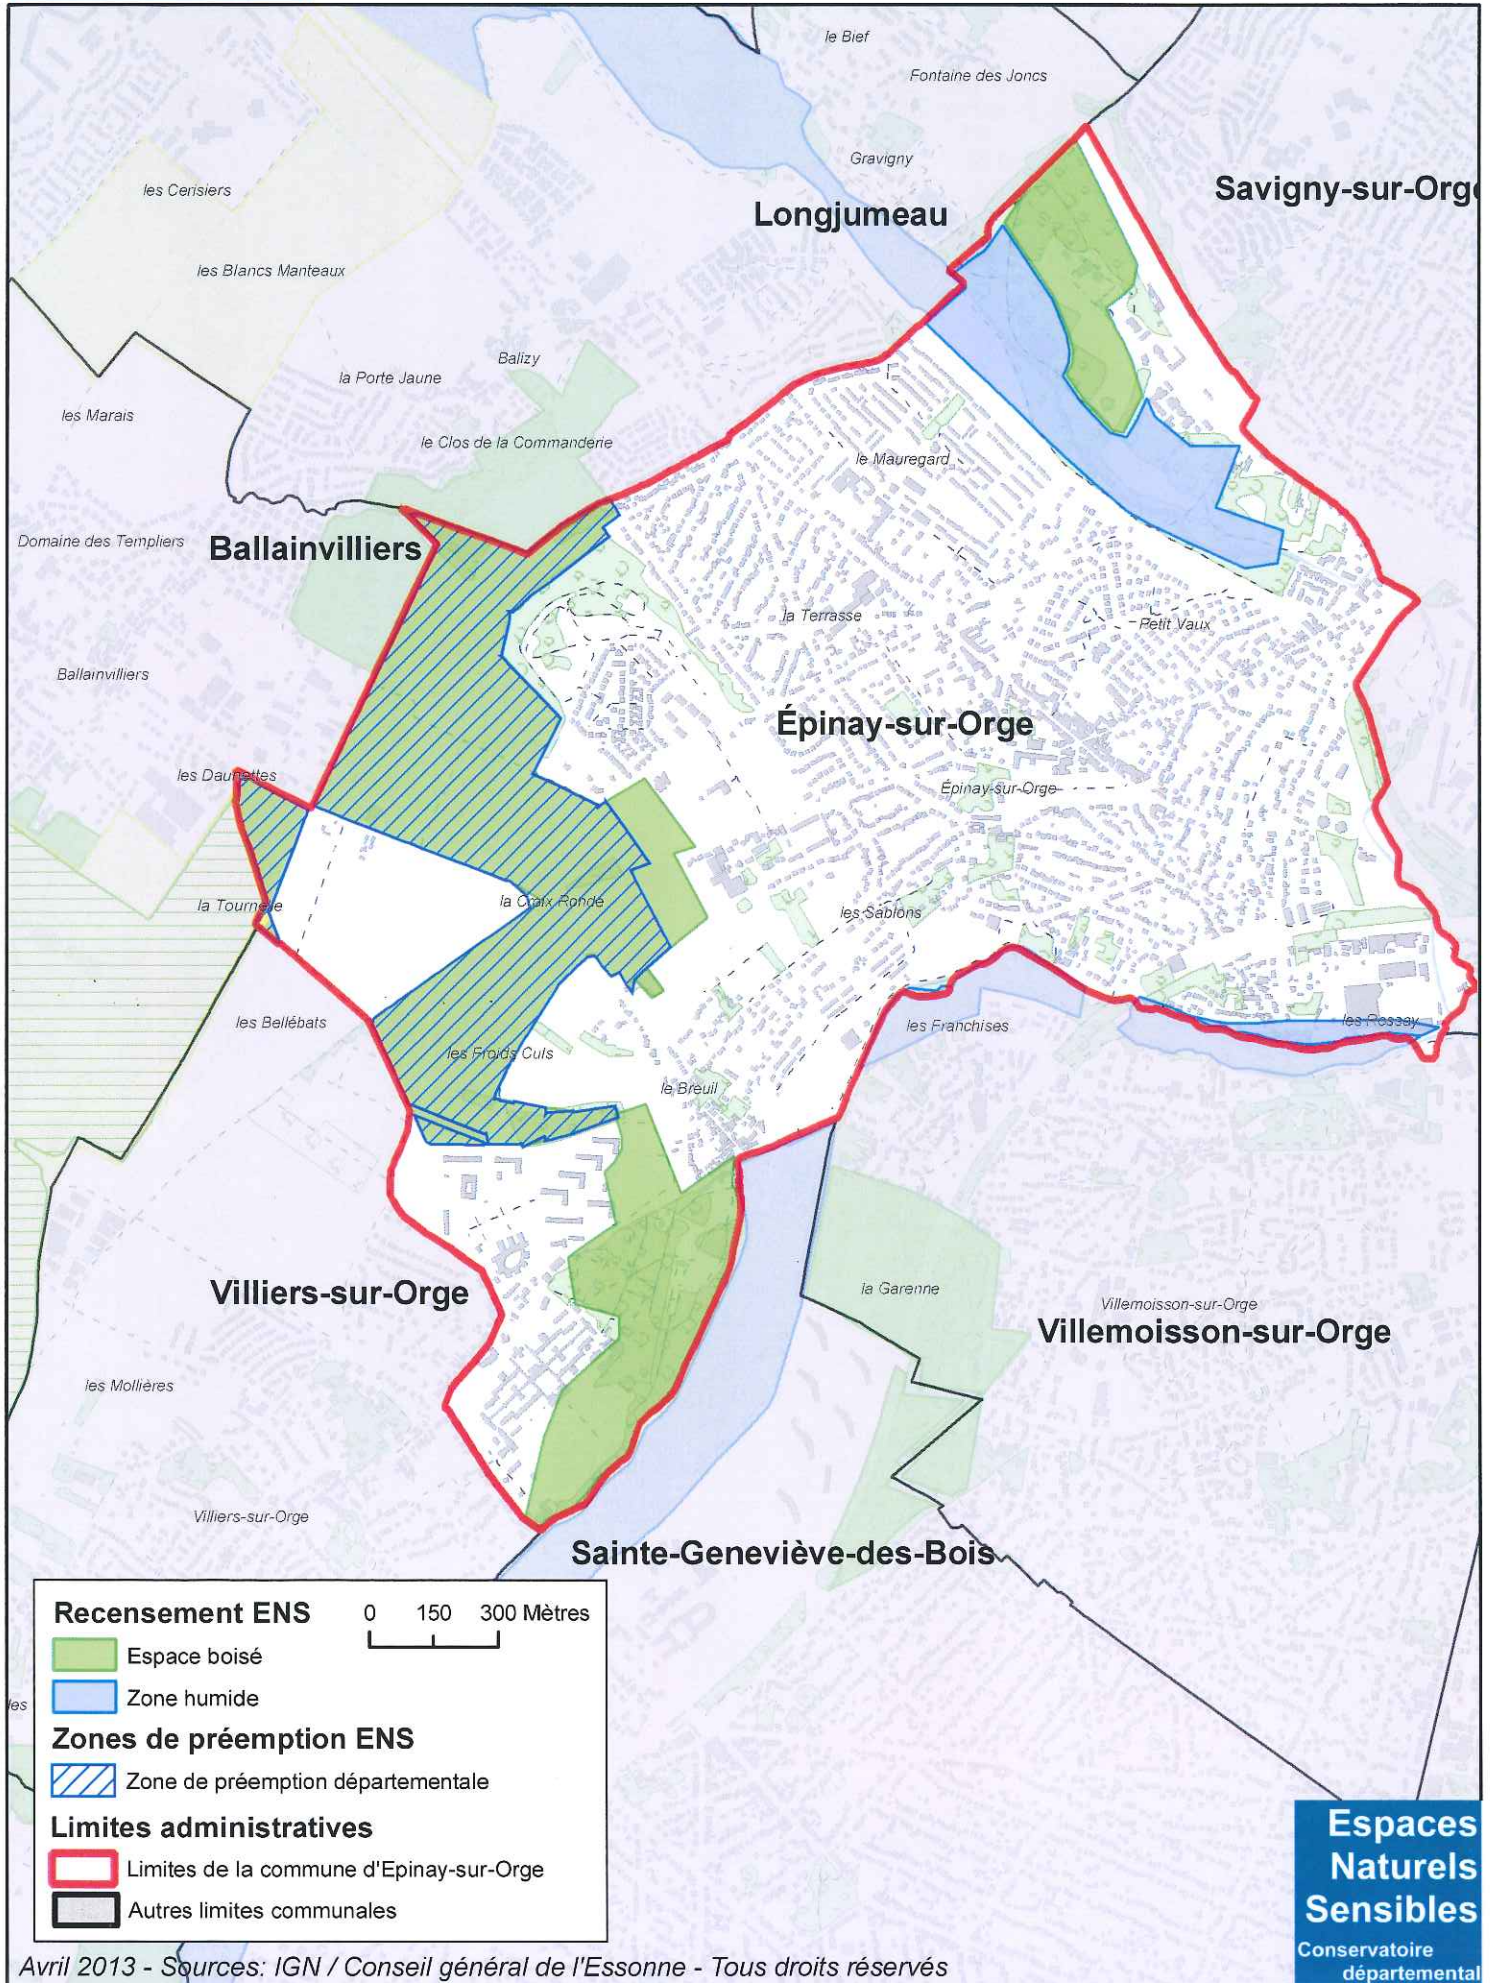 le Bief
Fontaine des Joncs
Gravigny
les Cerisiers
Savigny-sur-Org
Longjumeau
les Blancs Manteaux
Balizy
la Porte Jaune
les Marais
le Clos de la Commanderie
le Mauregard
Domaine des Templiers
Ballainvilliers
la Terrasse
Petit Vaux
Ballainvilliers
Épinay-sur-Orge
les Daunettes
Épinay-sur-Orge
la Tournelle
la Croix Ronde
les Sablons
les Bellébats
les Franchises
les Rossay
les Froids Culs
le Breuil
Villiers-sur-Orge
la Garenne
Villemoisson-sur-Orge
Villemoisson-sur-Orge
les Mollières
Villiers-sur-Orge
Sainte-Geneviève-des-Bois
les
Recensement ENS
0 150 300 Mètres
Espace boisé
Zone humide
Zones de préemption ENS
Zone de préemption départementale
Limites administratives
Limites de la commune d'Epinay-sur-Orge
Autres limites communales
Espaces
Naturels
Sensibles
Conservatoire
départemental
Avril 2013 - Sources: IGN / Conseil général de l'Essonne - Tous droits réservés